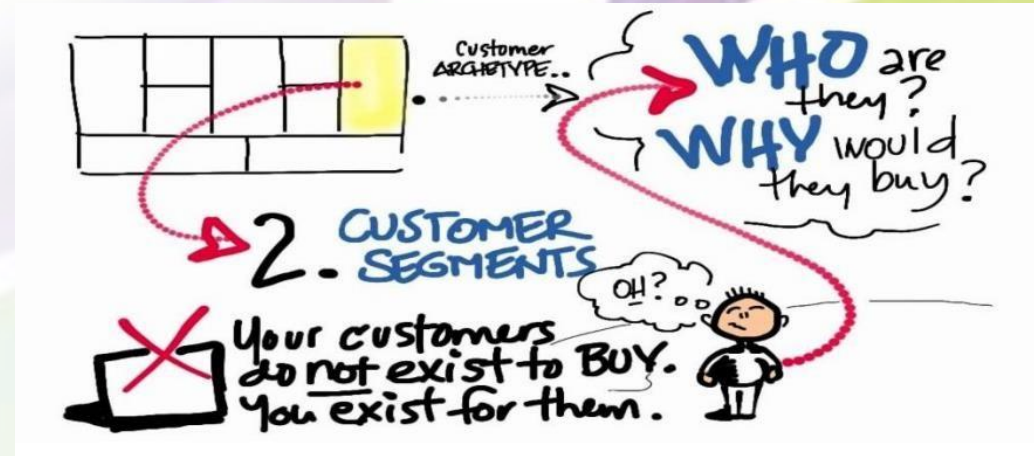 Customer
ARCHETYPE..
WHO are
they?
WHY would
they buy?
2. CUSTOMER
SEGMENTS
OH?
Your customers
do not exist to BUY.
You exist for them.